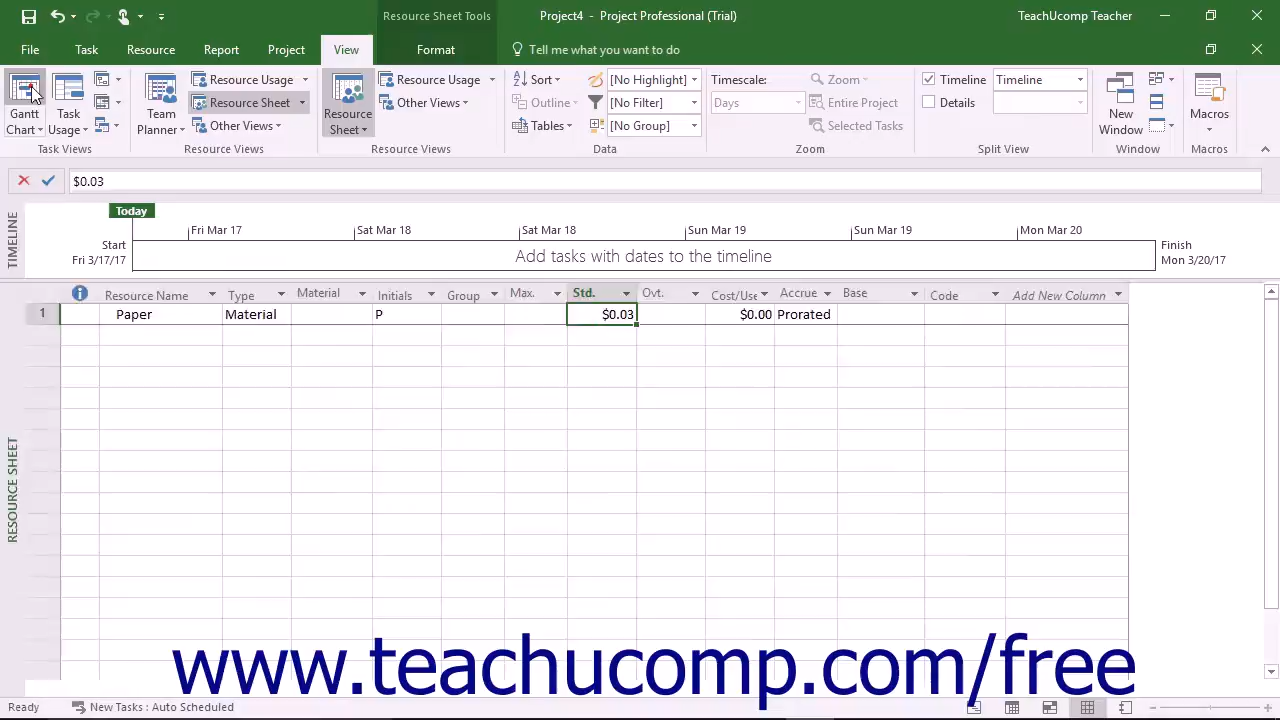 Resource Sheet Tools
Project4 - Project Professional (Trial)
TeachUcomp Teacher
File Task Resource Report Project View Format Tell me what you want to do
Gantt Chart
Task Usage
Task Views
Team Planner
Resource Usage
Resource Sheet
Other Views
Resource Views
Resource Sheet
Resource Usage
Other Views
Resource Views
Sort
Outline
Tables
[No Highlight]
[No Filter]
[No Group]
Data
Timescale:
Days
Zoom
Entire Project
Selected Tasks
Zoom
Timeline Timeline
Details
Split View
New Window
Window
Macros
Macros
$0.03
TIMELINE
Today
Fri Mar 17 Sat Mar 18 Sat Mar 18 Sun Mar 19 Sun Mar 19 Mon Mar 20
Start
Fri 3/17/17
Add tasks with dates to the timeline
Finish
Mon 3/20/17
RESOURCE SHEET
Resource Name Type Material Initials Group Max. Std. Ovt. Cost/Use Accrue Base Code Add New Column
1 Paper Material P $0.03 $0.00 Prorated
www.teachucomp.com/free
Ready New Tasks : Auto Scheduled